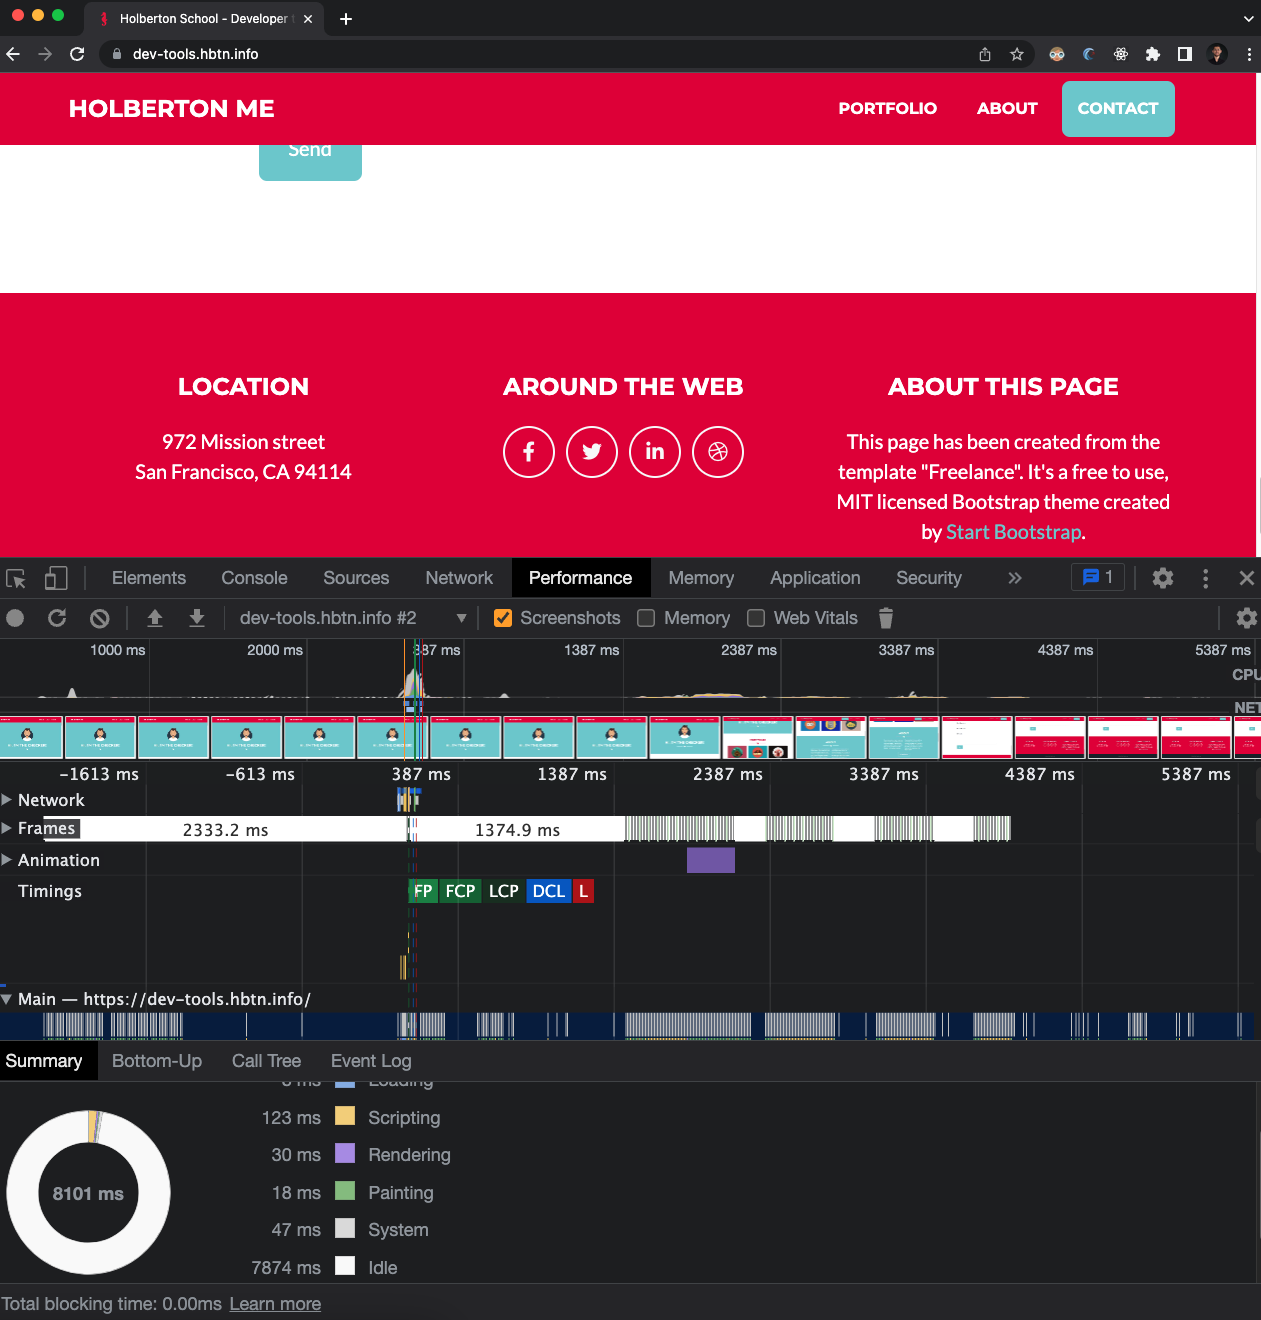 Holberton School - Developer
dev-tools.hbtn.info
HOLBERTON ME
PORTFOLIO
ABOUT
CONTACT
Send
LOCATION
972 Mission street
San Francisco, CA 94114
AROUND THE WEB
ABOUT THIS PAGE
This page has been created from the
template "Freelance". It's a free to use,
MIT licensed Bootstrap theme created
by Start Bootstrap.
Elements
Console
Sources
Network
Performance
Memory
Application
Security
1
dev-tools.hbtn.info #2
Screenshots
Memory
Web Vitals
1000 ms
2000 ms
387 ms
1387 ms
2387 ms
3387 ms
4387 ms
5387 ms
CPU
NET
-1613 ms
-613 ms
387 ms
1387 ms
2387 ms
3387 ms
4387 ms
5387 ms
Network
Frames
2333.2 ms
1374.9 ms
Animation
Timings
FP
FCP
LCP
DCL
L
Main — https://dev-tools.hbtn.info/
Summary
Bottom-Up
Call Tree
Event Log
Loading
123 ms
Scripting
30 ms
Rendering
18 ms
Painting
47 ms
System
7874 ms
Idle
8101 ms
Total blocking time: 0.00ms
Learn more